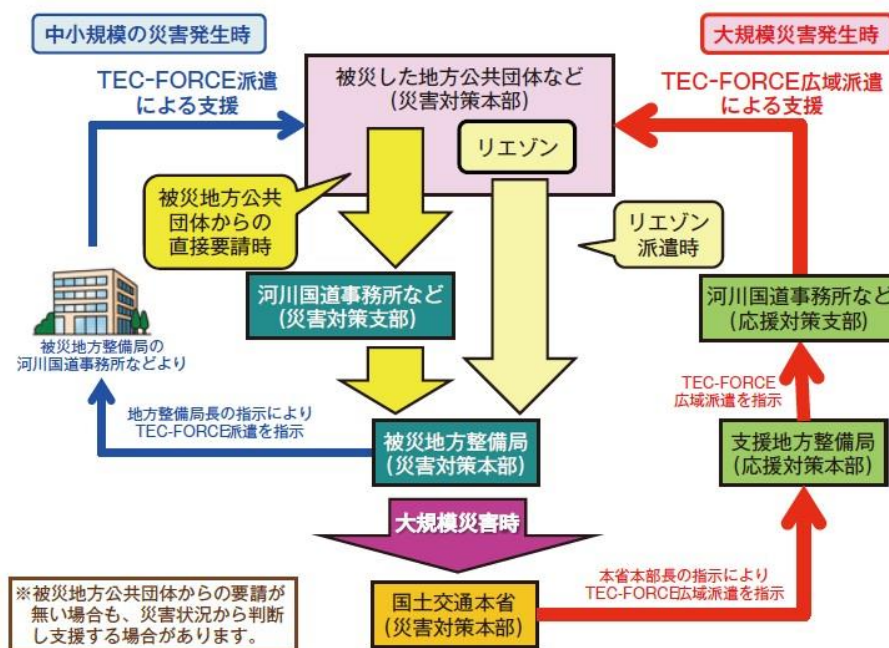 中小規模の災害発生時
大規模災害発生時
TEC-FORCE派遣
による支援
被災した地方公共団体など
(災害対策本部)
TEC-FORCE広域派遣
による支援
リエゾン
被災地方公共
団体からの
直接要請時
リエゾン
派遣時
河川国道事務所など
(災害対策支部)
河川国道事務所など
(応援対策支部)
被災地方整備局の
河川国道事務所などより
TEC-FORCE
広域派遣を指示
地方整備局長の指示により
TEC-FORCE派遣を指示
被災地方整備局
(災害対策本部)
支援地方整備局
(応援対策本部)
大規模災害時
※被災地方公共団体からの要請が
無い場合も、災害状況から判断
し支援する場合があります。
国土交通本省
(災害対策本部)
本省本部長の指示により
TEC-FORCE広域派遣を指示